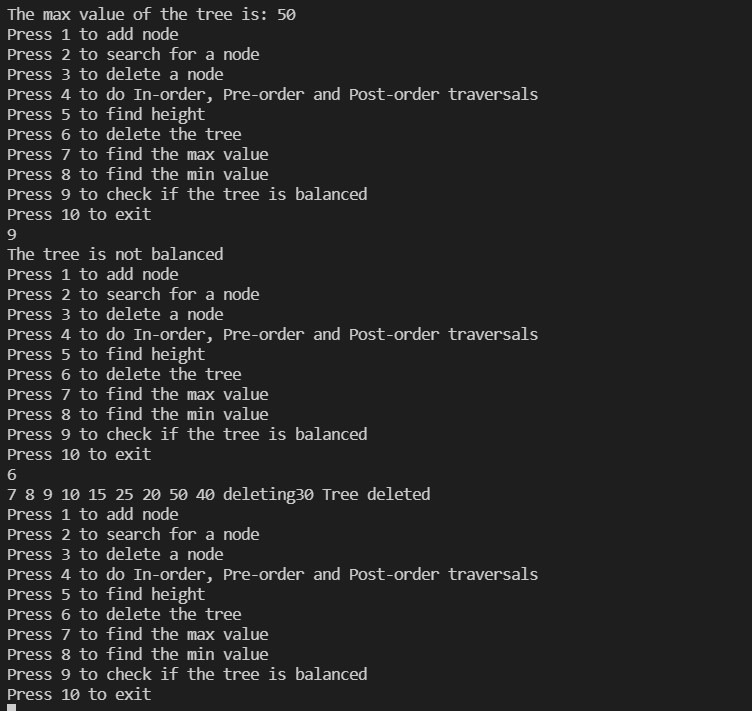 The max value of the tree is: 50
Press 1 to add node
Press 2 to search for a node
Press 3 to delete a node
Press 4 to do In-order, Pre-order and Post-order traversals
Press 5 to find height
Press 6 to delete the tree
Press 7 to find the max value
Press 8 to find the min value
Press 9 to check if the tree is balanced
Press 10 to exit
9
The tree is not balanced
Press 1 to add node
Press 2 to search for a node
Press 3 to delete a node
Press 4 to do In-order, Pre-order and Post-order traversals
Press 5 to find height
Press 6 to delete the tree
Press 7 to find the max value
Press 8 to find the min value
Press 9 to check if the tree is balanced
Press 10 to exit
6
7 8 9 10 15 25 20 50 40 deleting30 Tree deleted
Press 1 to add node
Press 2 to search for a node
Press 3 to delete a node
Press 4 to do In-order, Pre-order and Post-order traversals
Press 5 to find height
Press 6 to delete the tree
Press 7 to find the max value
Press 8 to find the min value
Press 9 to check if the tree is balanced
Press 10 to exit